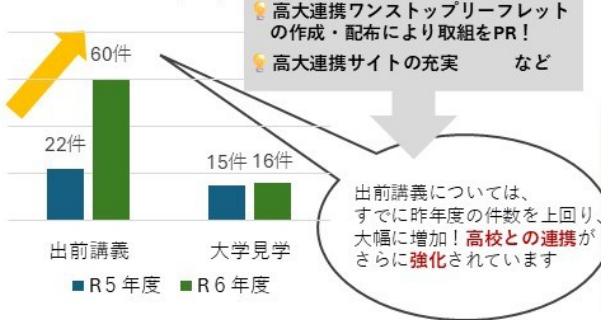 高大連携ワンストップリーフレット
の作成・配布により取組をPR！
高大連携サイトの充実　　　など
60件
22件
15件 16件
出前講義　　大学見学
■R5年度　■R6年度
出前講義については、
すでに昨年度の件数を上回り、
大幅に増加！高校との連携が
さらに強化されています